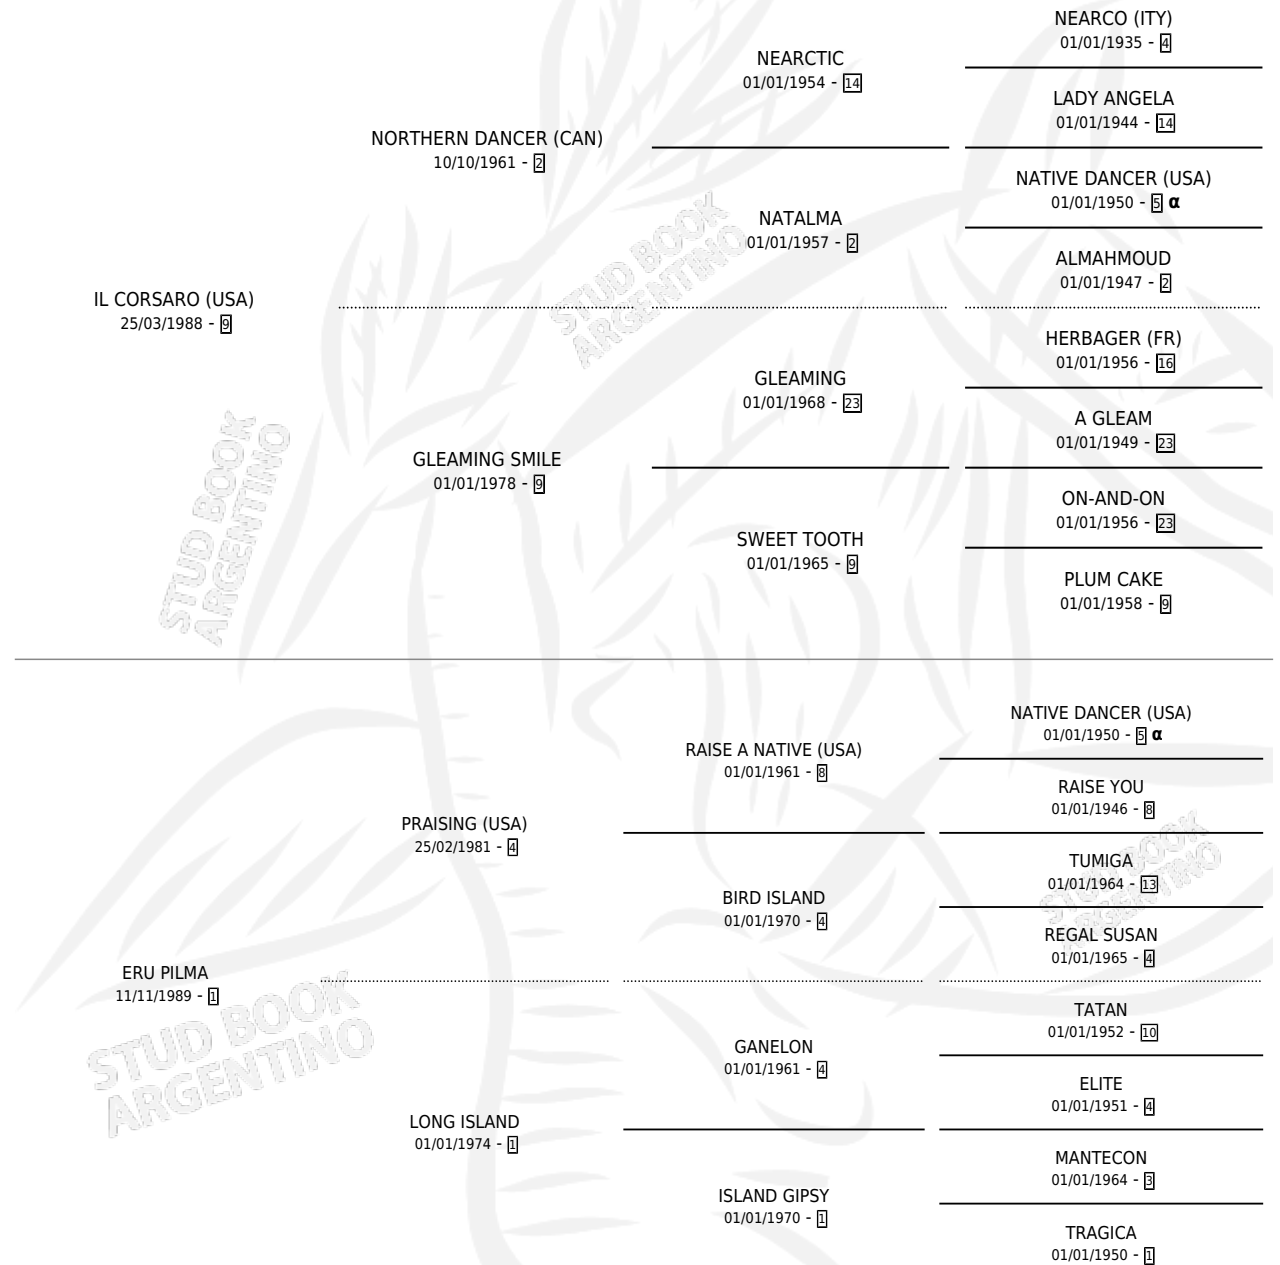 NEARCO (ITY)
01/01/1935 - 4
NEARCTIC
01/01/1954 - 14
LADY ANGELA
01/01/1944 - 14
NORTHERN DANCER (CAN)
10/10/1961 - 2
NATIVE DANCER (USA)
01/01/1950 - 5 α
NATALMA
01/01/1957 - 2
ALMAHMOUD
01/01/1947 - 2
IL CORSARO (USA)
25/03/1988 - 9
HERBAGER (FR)
01/01/1956 - 16
GLEAMING
01/01/1968 - 23
A GLEAM
01/01/1949 - 23
GLEAMING SMILE
01/01/1978 - 9
ON-AND-ON
01/01/1956 - 23
SWEET TOOTH
01/01/1965 - 9
PLUM CAKE
01/01/1958 - 9
NATIVE DANCER (USA)
01/01/1950 - 5 α
RAISE A NATIVE (USA)
01/01/1961 - 8
RAISE YOU
01/01/1946 - 8
PRAISING (USA)
25/02/1981 - 4
TUMIGA
01/01/1964 - 13
BIRD ISLAND
01/01/1970 - 4
REGAL SUSAN
01/01/1965 - 4
ERU PILMA
11/11/1989 - 1
TATAN
01/01/1952 - 10
GANELON
01/01/1961 - 4
ELITE
01/01/1951 - 4
LONG ISLAND
01/01/1974 - 1
MANTECON
01/01/1964 - 3
ISLAND GIPSY
01/01/1970 - 1
TRAGICA
01/01/1950 - 1
STUD BOOK
ARGENTINO
STUD BOOK
ARGENTINO
STUD BOOK
ARGENTINO
STUD BOOK
ARGENTINO